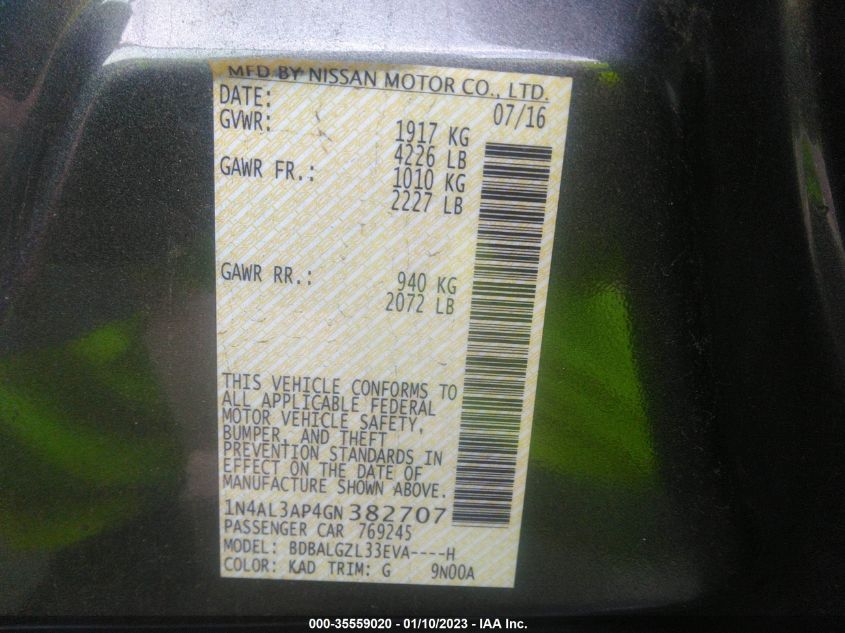 MFD BY NISSAN MOTOR CO., LTD.
DATE: 07/16
GVWR: 1917 KG
4226 LB
GAWR FR.: 1010 KG
2227 LB
GAWR RR.: 940 KG
2072 LB
THIS VEHICLE CONFORMS TO
ALL APPLICABLE FEDERAL
MOTOR VEHICLE SAFETY,
BUMPER, AND THEFT
PREVENTION STANDARDS IN
EFFECT ON THE DATE OF
MANUFACTURE SHOWN ABOVE.
1N4AL3AP4GN382707
PASSENGER CAR 769245
MODEL: BDBALGZL33EVA----H
COLOR: KAD TRIM: G 9N00A
000-35559020 - 01/10/2023 - IAA Inc.